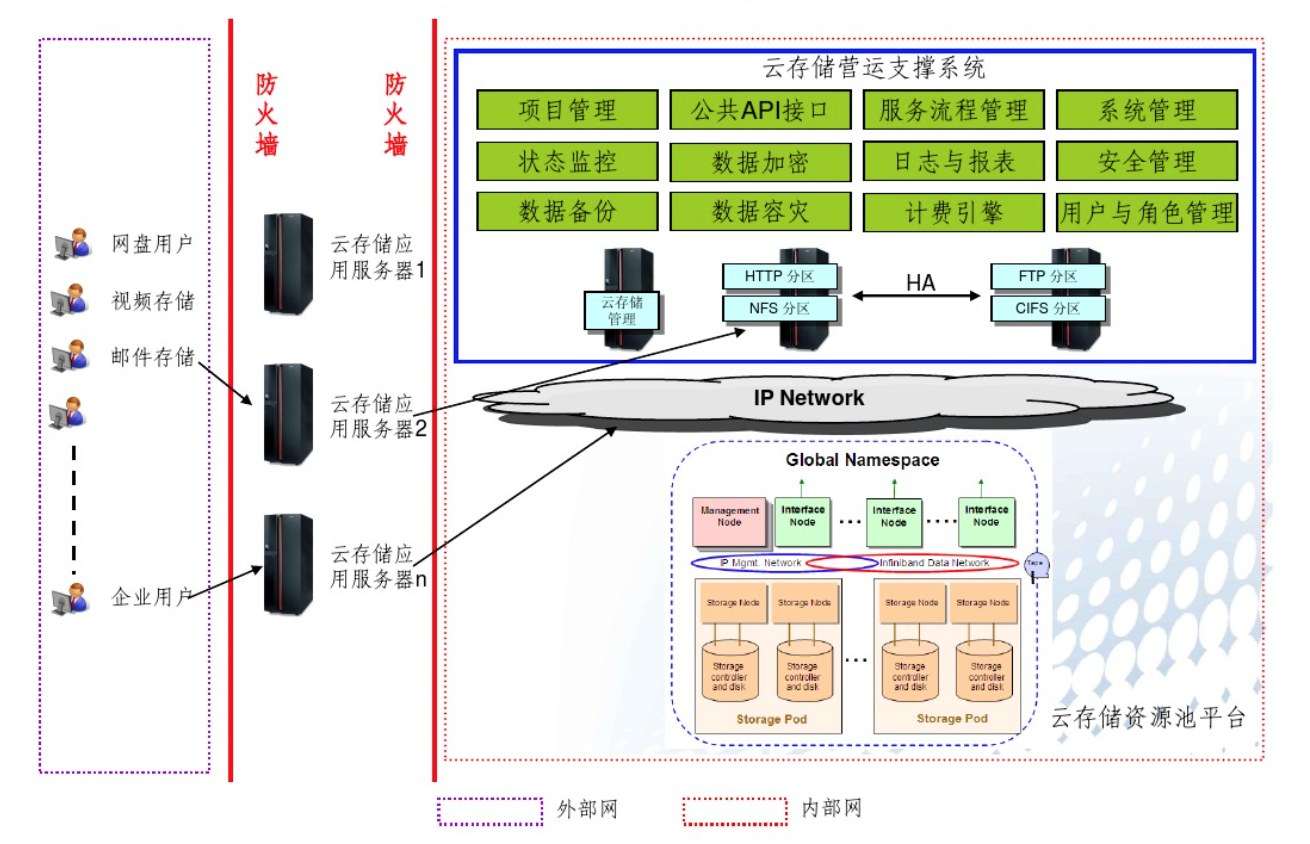 防火墙
防火墙
网盘用户
视频存储
邮件存储
企业用户
云存储应
用服务器1
云存储应
用服务器2
云存储应
用服务器n
云存储营运支撑系统
项目管理
公共API接口
服务流程管理
系统管理
状态监控
数据加密
日志与报表
安全管理
数据备份
数据容灾
计费引擎
用户与角色管理
云存储
管理
HTTP 分区
NFS 分区
HA
FTP 分区
CIFS 分区
IP Network
Global Namespace
Management
Node
Interface
Node
Interface
Node
Interface
Node
IP Mgmt. Network
Infiniband Data Network
Tape
Storage Node
Storage Node
Storage Node
Storage Node
Storage
controller
and disk
Storage
controller
and disk
Storage
controller
and disk
Storage
controller
and disk
Storage Pod
Storage Pod
云存储资源池平台
外部网
内部网